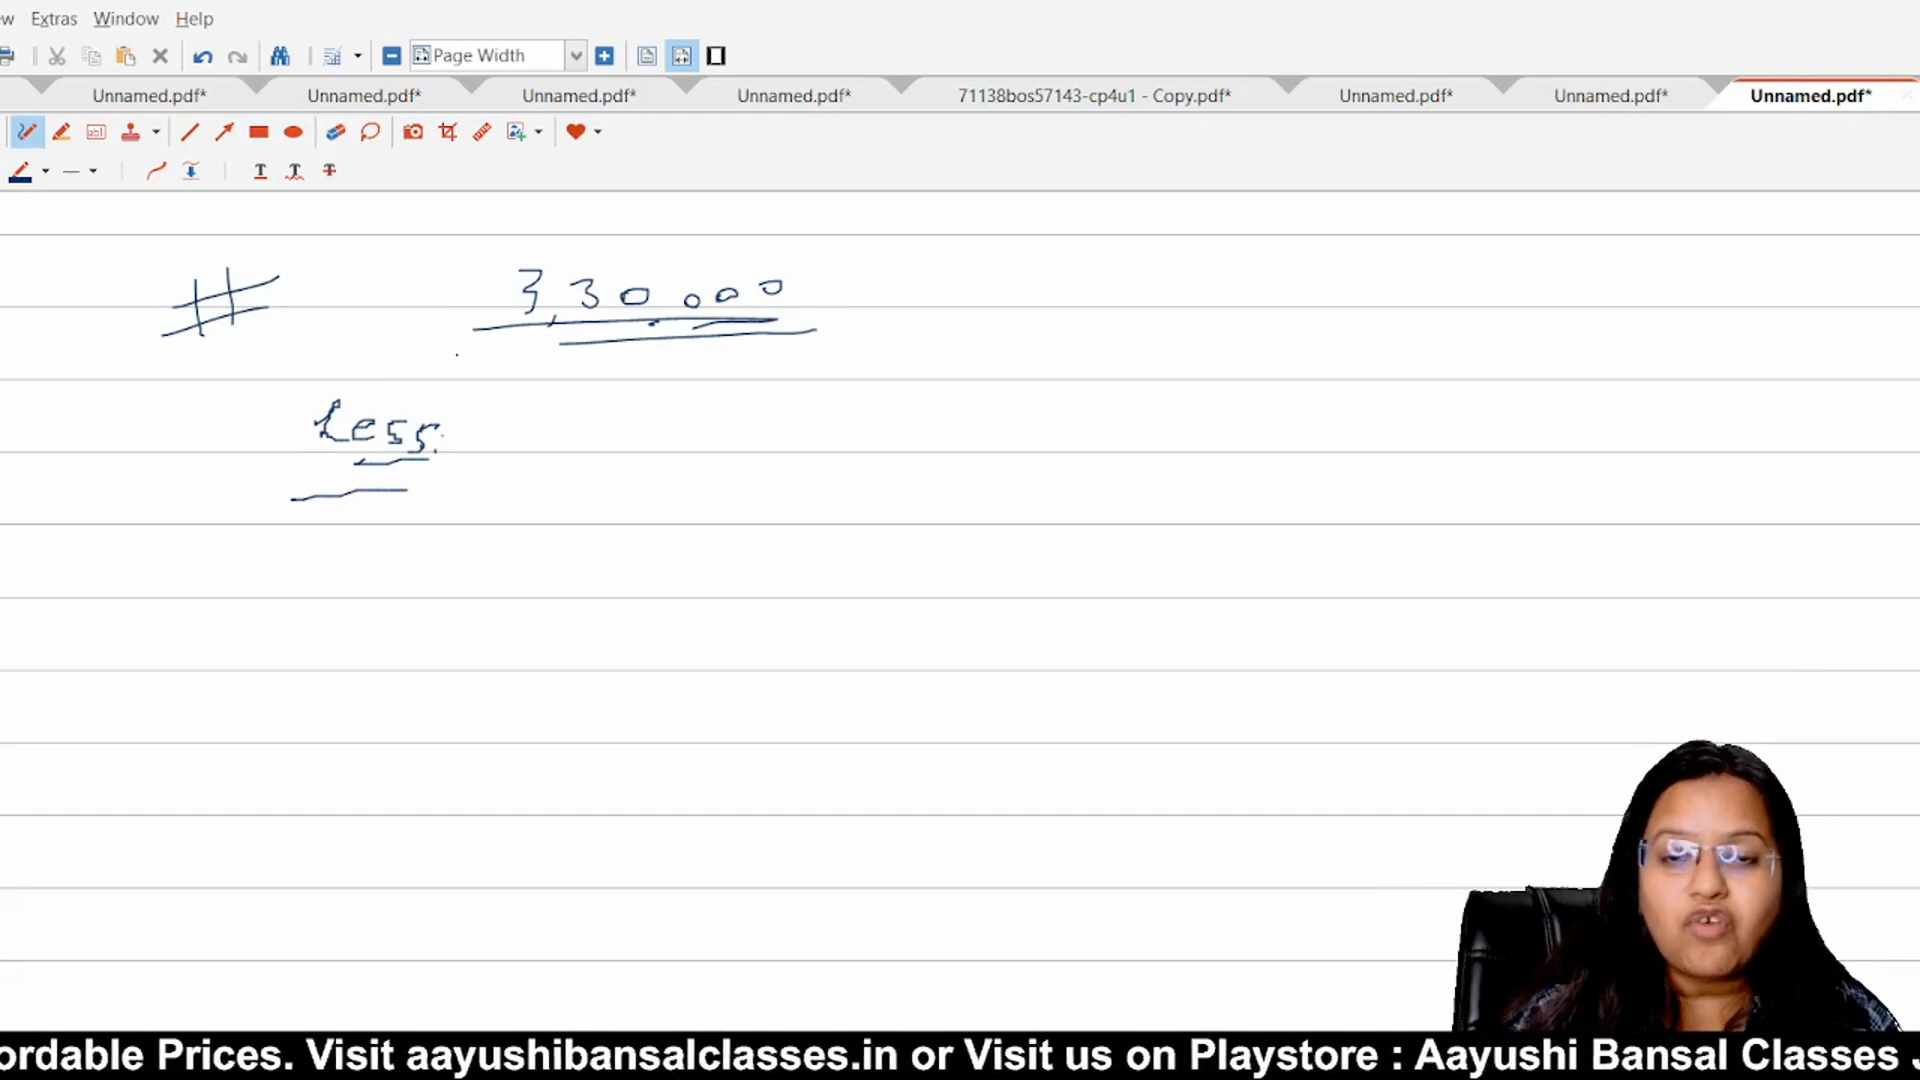 Extras Window Help
Page Width
Unnamed.pdf* Unnamed.pdf* Unnamed.pdf* Unnamed.pdf* 71138bos57143-cp4u1 - Copy.pdf* Unnamed.pdf* Unnamed.pdf* Unnamed.pdf*
# 3,30.000
Less.
ordable Prices. Visit aayushibansalclasses.in or Visit us on Playstore : Aayushi Bansal Classes